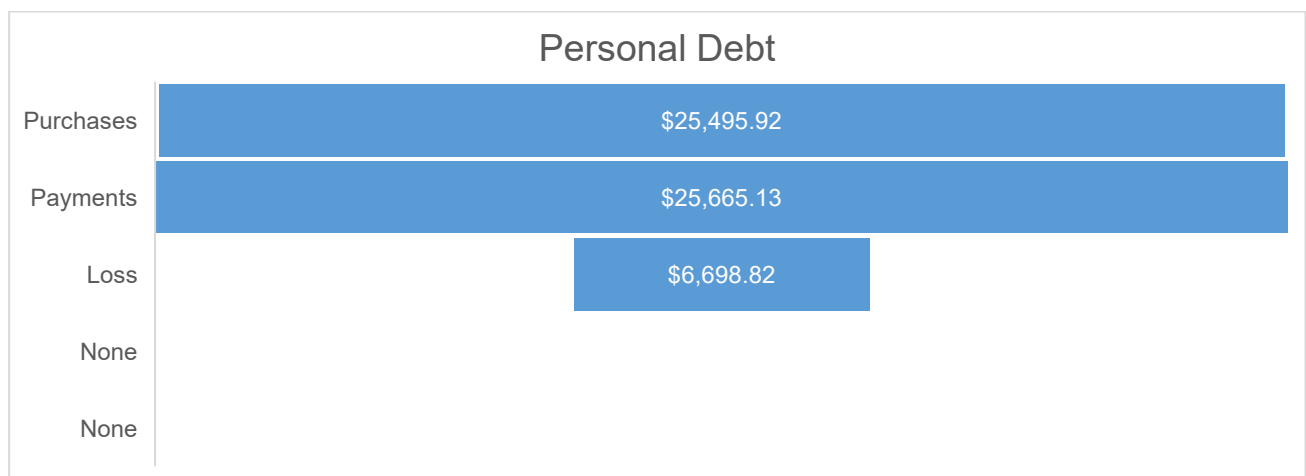 Personal Debt
Purchases $25,495.92
Payments $25,665.13
Loss $6,698.82
None
None